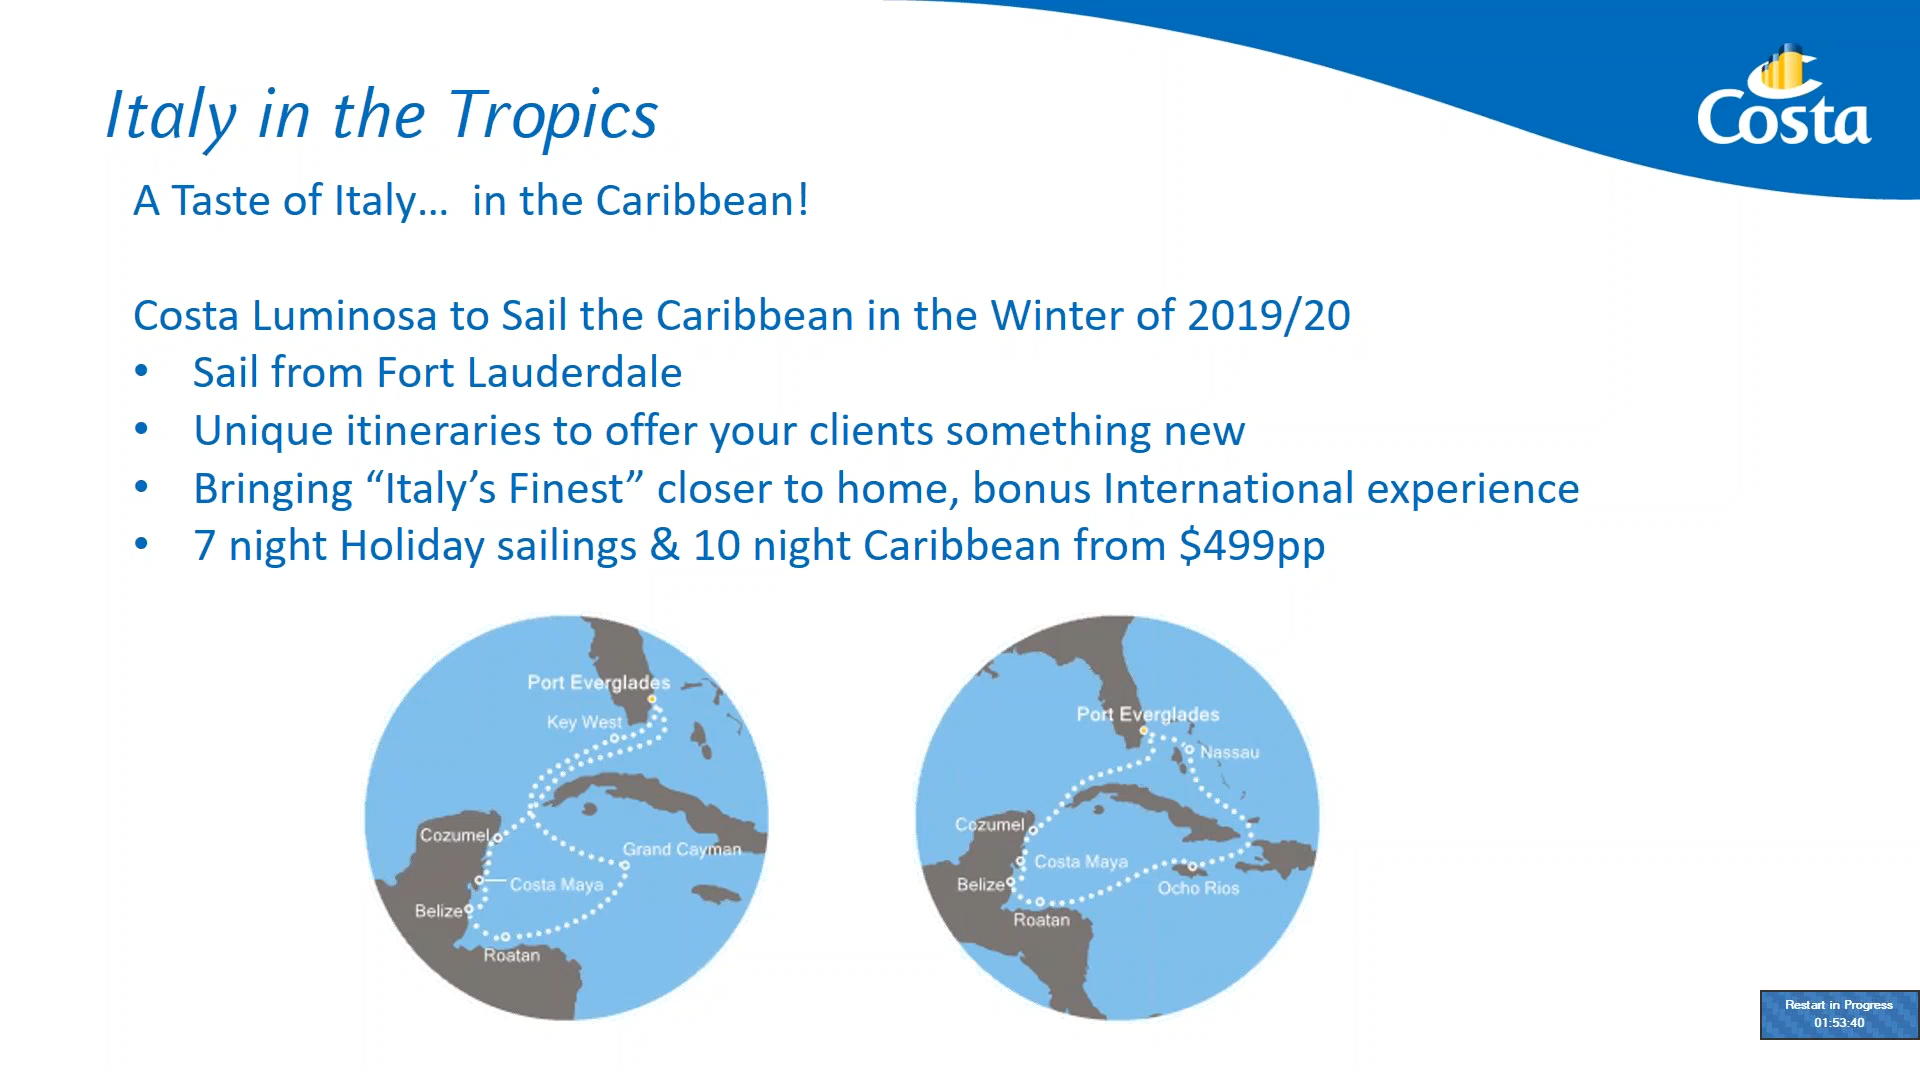 Costa
Italy in the Tropics
A Taste of Italy… in the Caribbean!
Costa Luminosa to Sail the Caribbean in the Winter of 2019/20
• Sail from Fort Lauderdale
• Unique itineraries to offer your clients something new
• Bringing “Italy’s Finest” closer to home, bonus International experience
• 7 night Holiday sailings & 10 night Caribbean from $499pp
Port Everglades
Key West
Cozumel
Grand Cayman
Costa Maya
Belize
Roatan
Port Everglades
Nassau
Cozumel
Costa Maya
Belize
Ocho Rios
Roatan
Restart in Progress
01:53:40